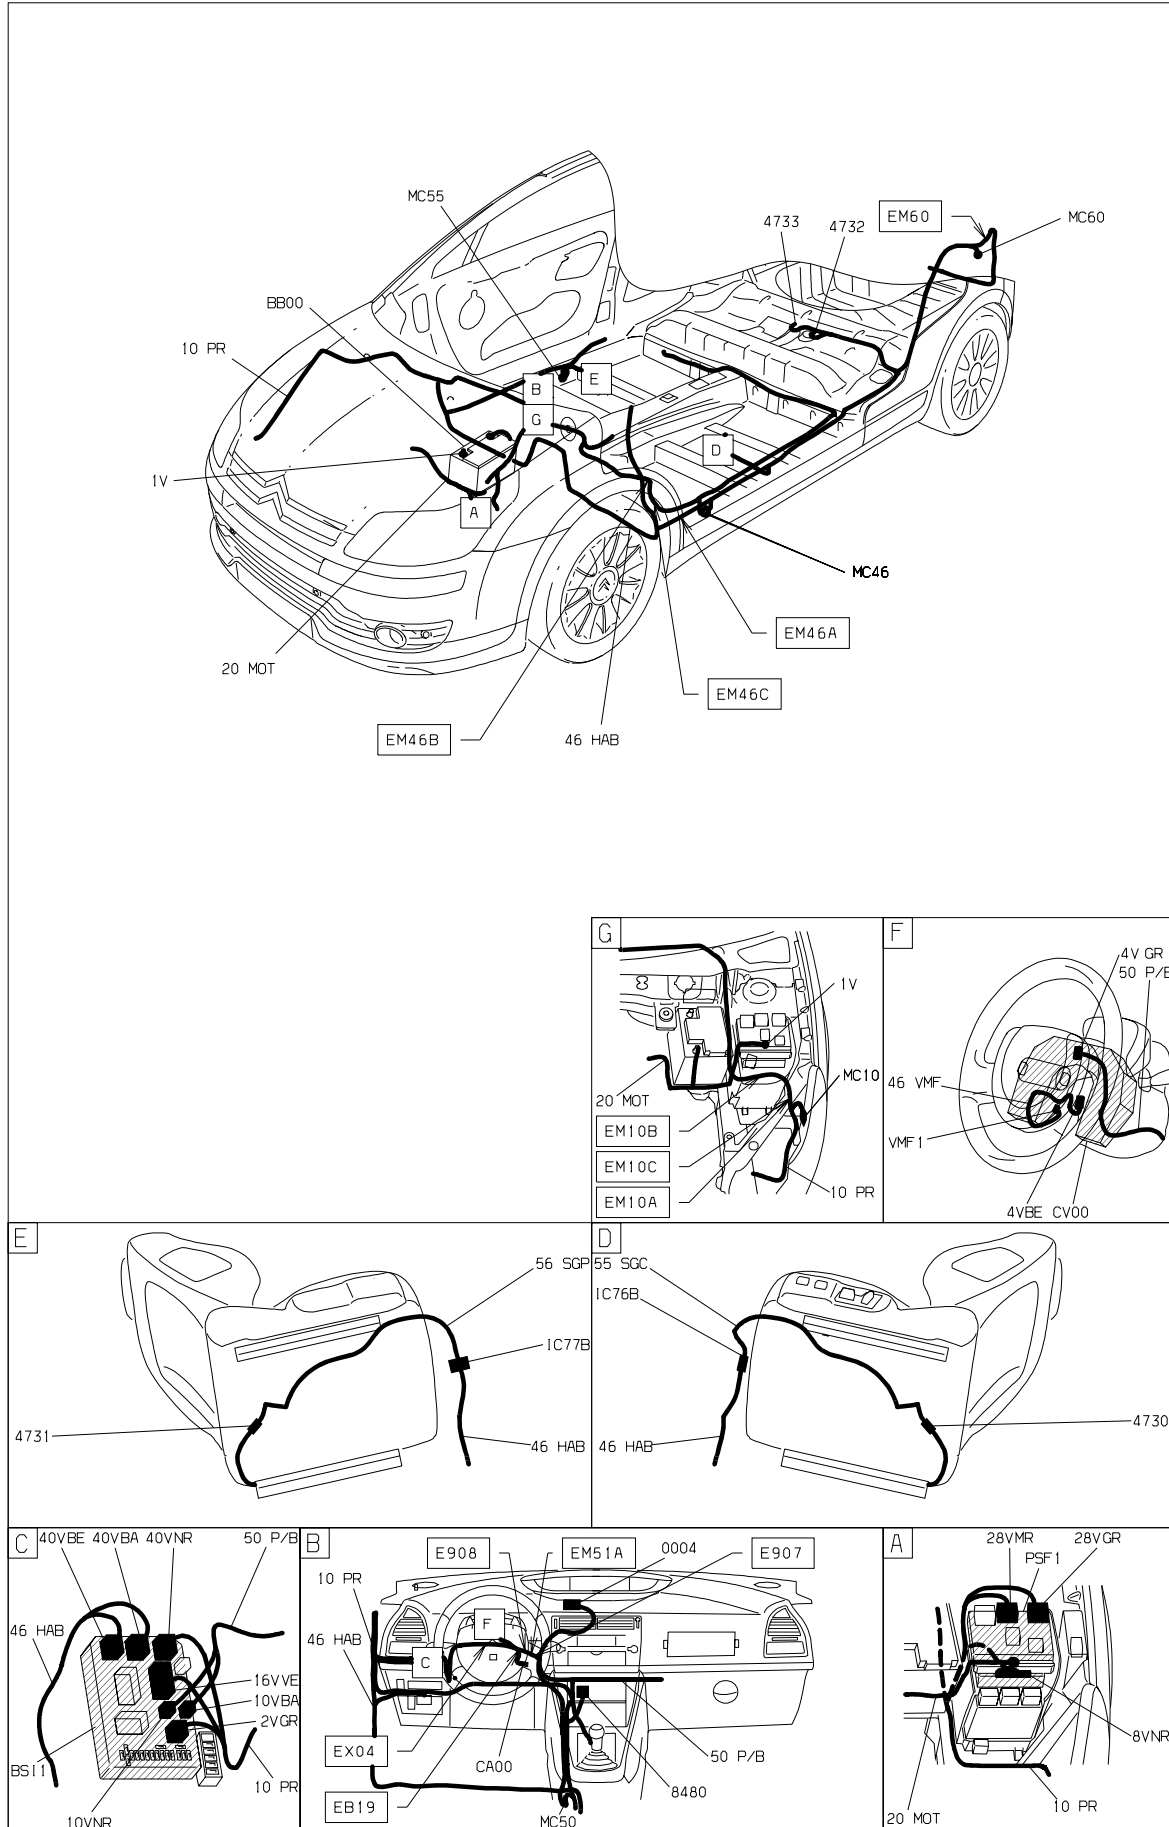 MC55
4733
4732
EM60
MC60
BB00
10 PR
B
E
G
D
1V
A
MC46
EM46A
20 MOT
EM46C
EM46B
46 HAB
G
1V
20 MOT
MC10
EM10B
EM10C
EM10A
10 PR
F
4V GR
50 P/B
46 VMF
VMF1
4VBE CV00
E
56 SGP
1C77B
4731
46 HAB
D
55 SGC
1C76B
4730
46 HAB
C
40VBE 40VBA 40VNR
50 P/B
46 HAB
16VVE
10VBA
2VGR
BSI1
10 PR
10VNR
B
E908
EM51A
0004
E907
10 PR
46 HAB
F
C
EX04
CA00
50 P/B
8480
EB19
MC50
A
28VMR
28VGR
PSF1
8VNR
20 MOT
10 PR